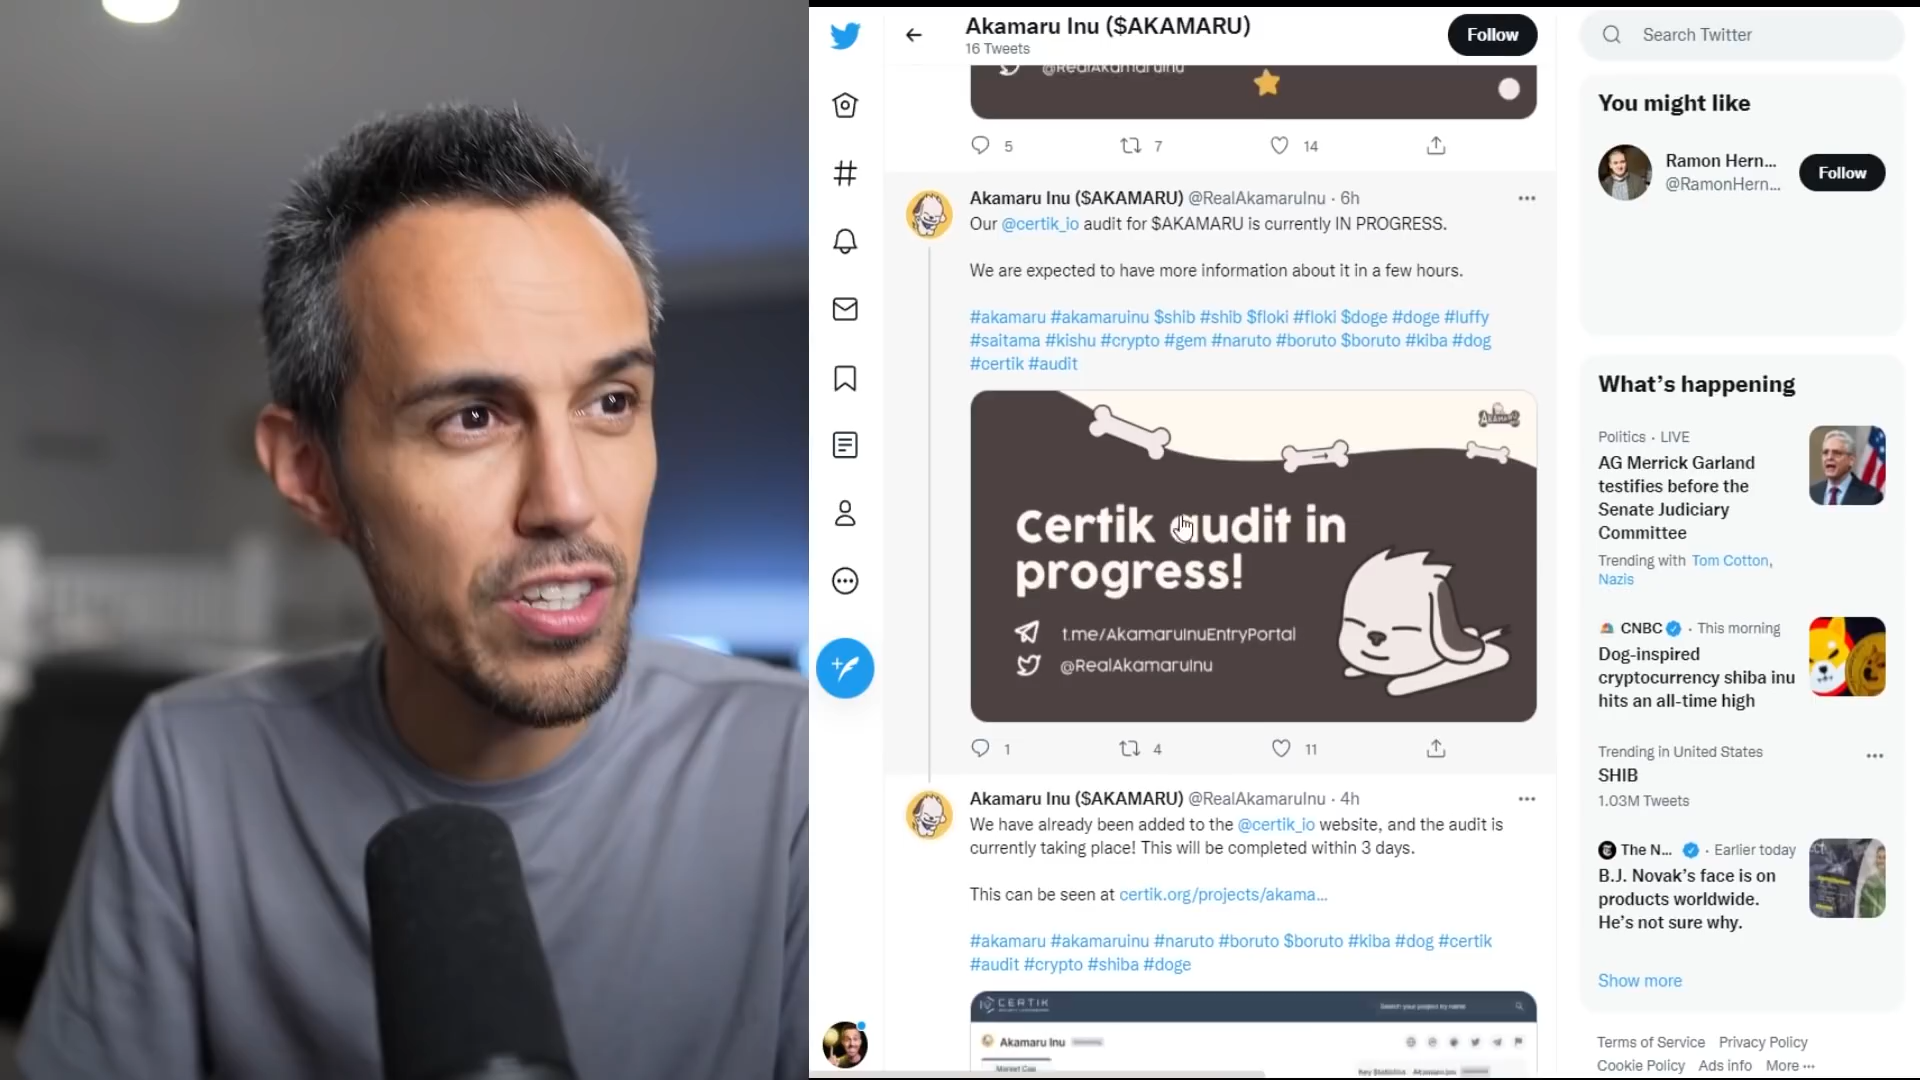 Akamaru Inu ($AKAMARU)
16 Tweets
Follow
Search Twitter
@RealAkamaruInu
5 7 14
Akamaru Inu ($AKAMARU) @RealAkamaruInu · 6h
Our @certik_io audit for $AKAMARU is currently IN PROGRESS.
We are expected to have more information about it in a few hours.
#akamaru #akamaruinu $shib #shib $floki #floki $doge #doge #luffy
#saitama #kishu #crypto #gem #naruto #boruto $boruto #kiba #dog
#certik #audit
AKAMARU
Certik audit in
progress!
t.me/AkamaruInuEntryPortal
@RealAkamaruInu
1 4 11
Akamaru Inu ($AKAMARU) @RealAkamaruInu · 4h
We have already been added to the @certik_io website, and the audit is
currently taking place! This will be completed within 3 days.
This can be seen at certik.org/projects/akama...
#akamaru #akamaruinu #naruto #boruto $boruto #kiba #dog #certik
#audit #crypto #shiba #doge
CERTIK
Search your project by name
Akamaru Inu
Market Cap
You might like
Ramon Hern...
@RamonHern...
Follow
What's happening
Politics · LIVE
AG Merrick Garland
testifies before the
Senate Judiciary
Committee
Trending with Tom Cotton,
Nazis
CNBC · This morning
Dog-inspired
cryptocurrency shiba inu
hits an all-time high
Trending in United States
SHIB
1.03M Tweets
The N... · Earlier today
B.J. Novak's face is on
products worldwide.
He's not sure why.
Show more
Terms of Service Privacy Policy
Cookie Policy Ads info More ···